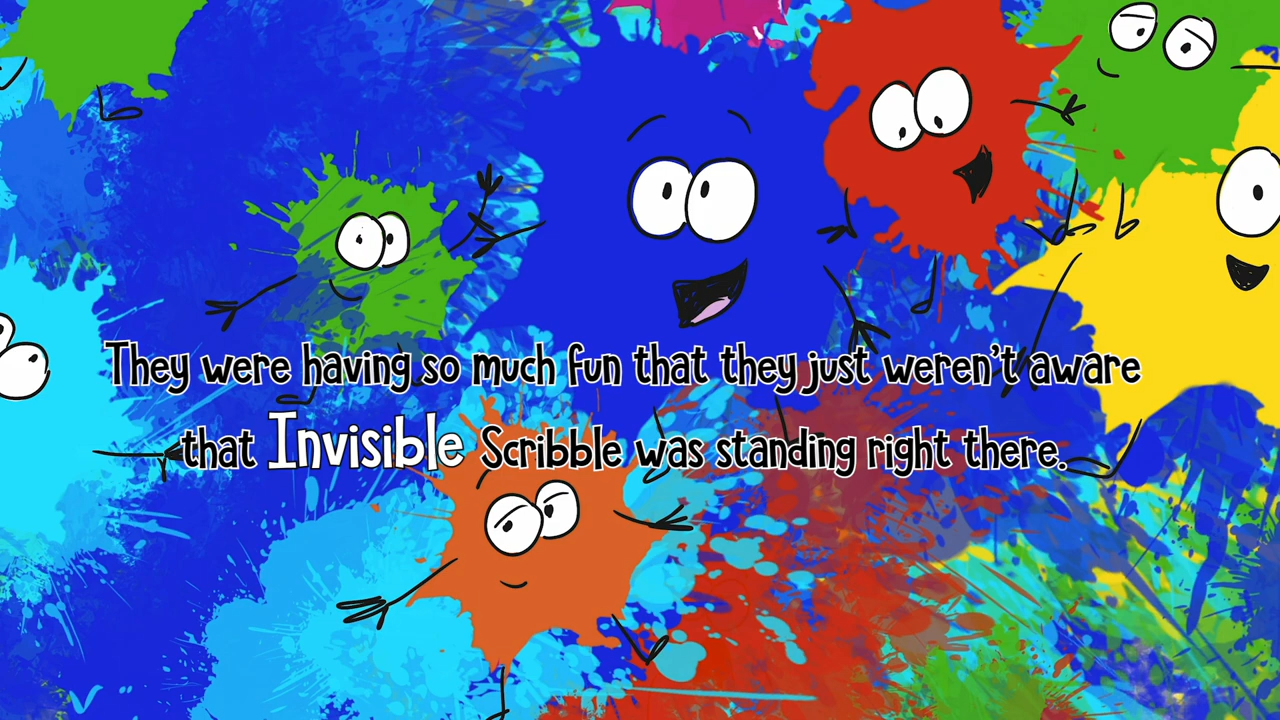 They were having so much fun that they just weren't aware
that Invisible Scribble was standing right there.